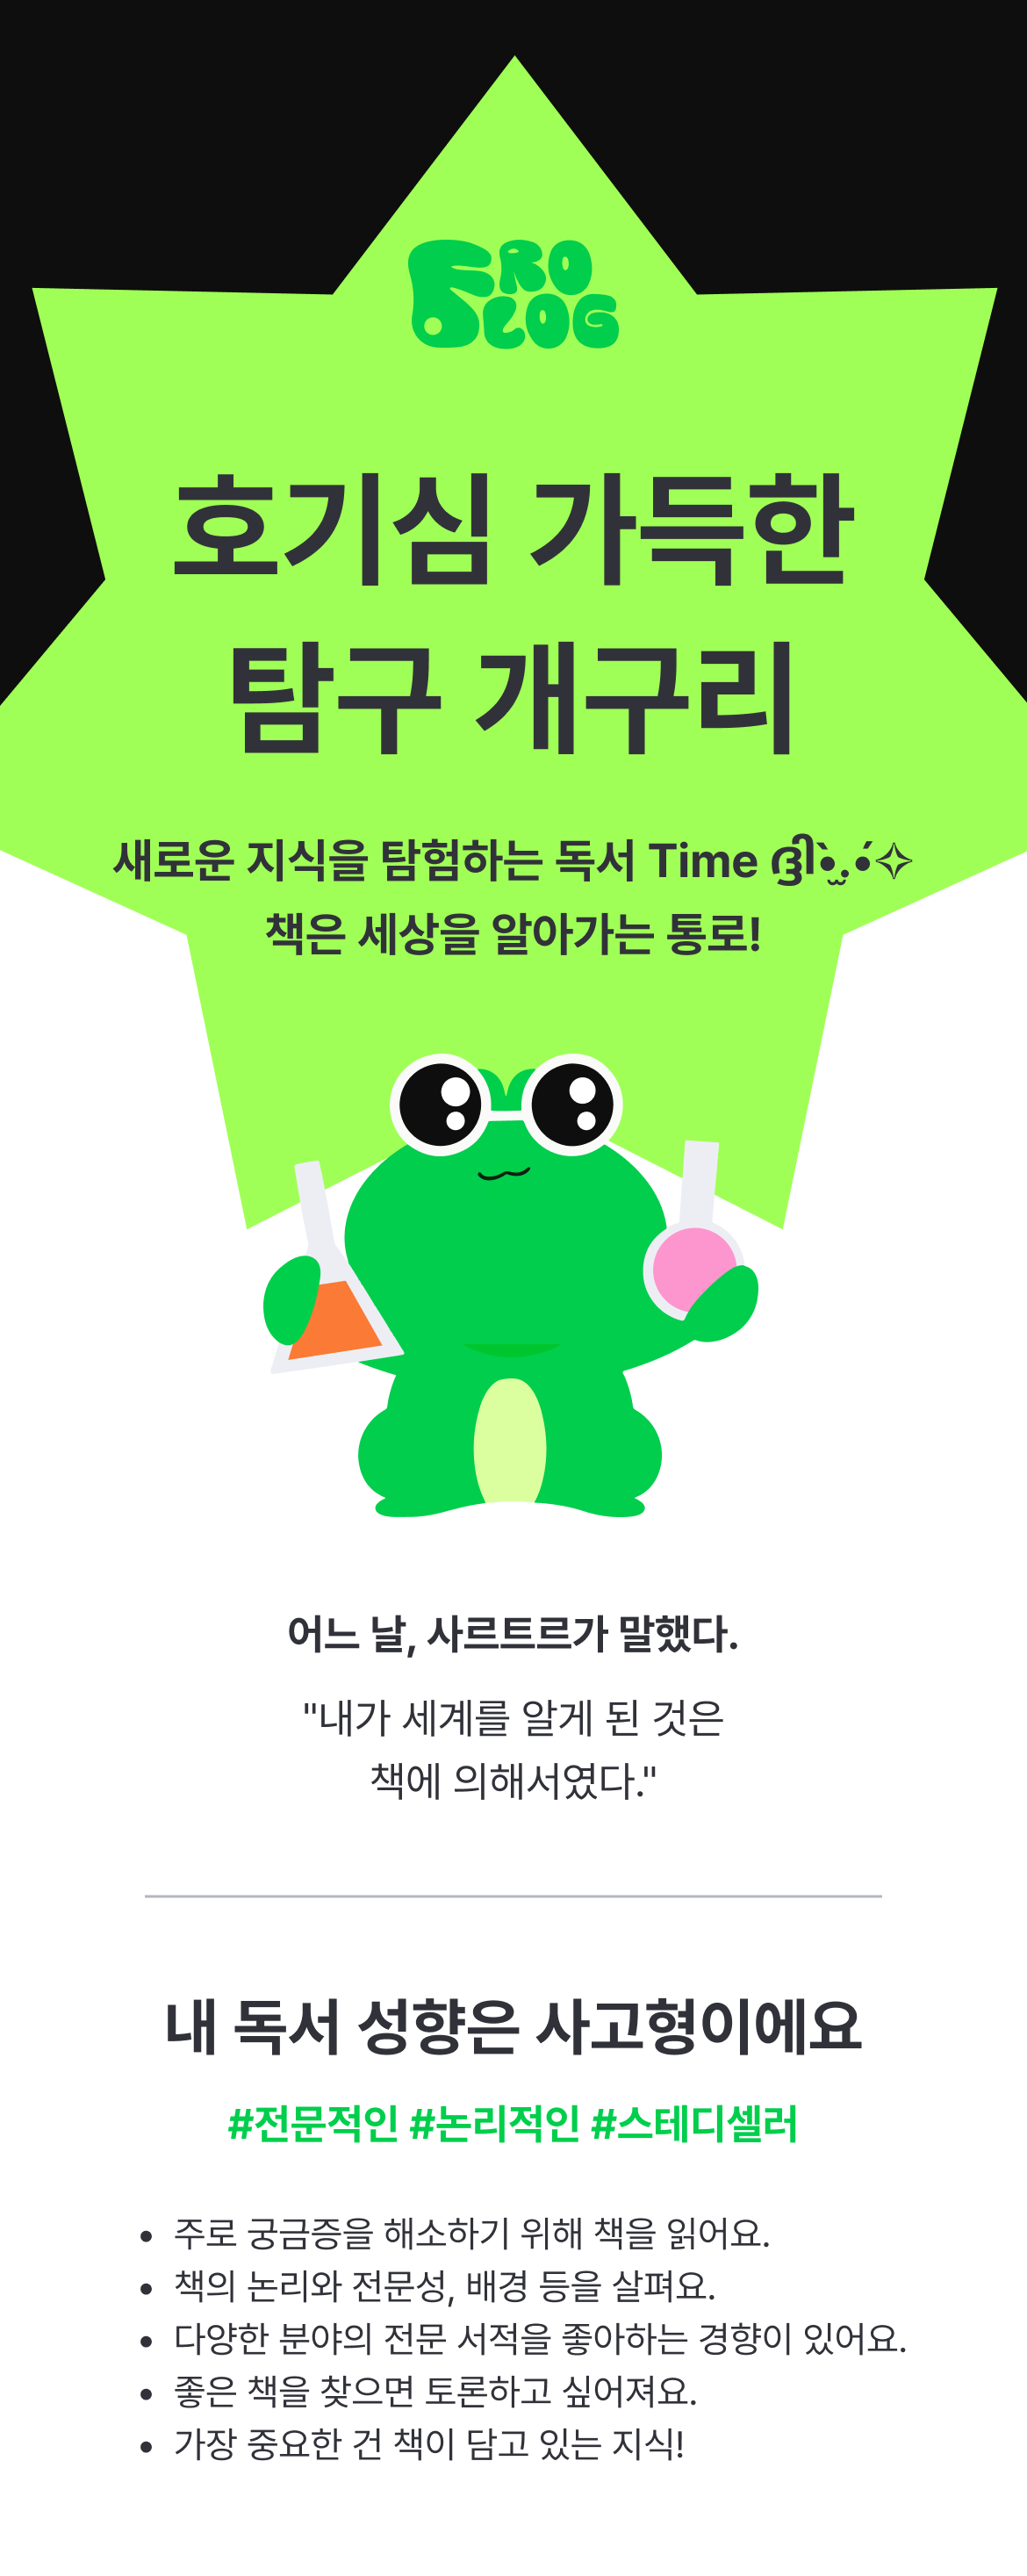 FRO
LOG
호기심 가득한
탐구 개구리
새로운 지식을 탐험하는 독서 Time ദ്ദി•̀.̫•́✧
책은 세상을 알아가는 통로!
어느 날, 사르트르가 말했다.
"내가 세계를 알게 된 것은
책에 의해서였다."
내 독서 성향은 사고형이에요
#전문적인 #논리적인 #스테디셀러
• 주로 궁금증을 해소하기 위해 책을 읽어요.
• 책의 논리와 전문성, 배경 등을 살펴요.
• 다양한 분야의 전문 서적을 좋아하는 경향이 있어요.
• 좋은 책을 찾으면 토론하고 싶어져요.
• 가장 중요한 건 책이 담고 있는 지식!